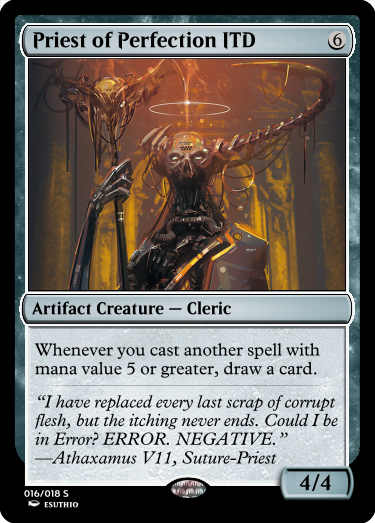 Priest of Perfection ITD
6
Artifact Creature — Cleric
Whenever you cast another spell with
mana value 5 or greater, draw a card.
“I have replaced every last scrap of corrupt
flesh, but the itching never ends. Could I be
in Error? ERROR. NEGATIVE.”
—Athaxamus V11, Suture-Priest
4/4
016/018 S
ESUTHIO